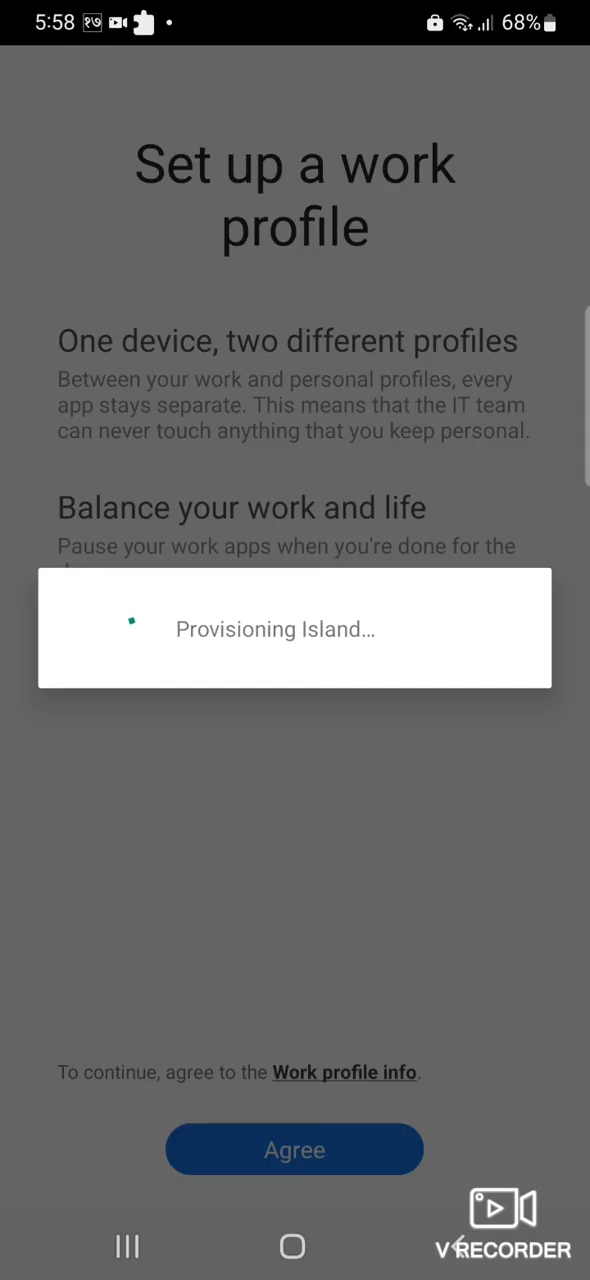 5:58 १७ 68%
Set up a work
profile
One device, two different profiles
Between your work and personal profiles, every
app stays separate. This means that the IT team
can never touch anything that you keep personal.
Balance your work and life
Pause your work apps when you're done for the
Provisioning Island...
To continue, agree to the Work profile info.
Agree
V RECORDER